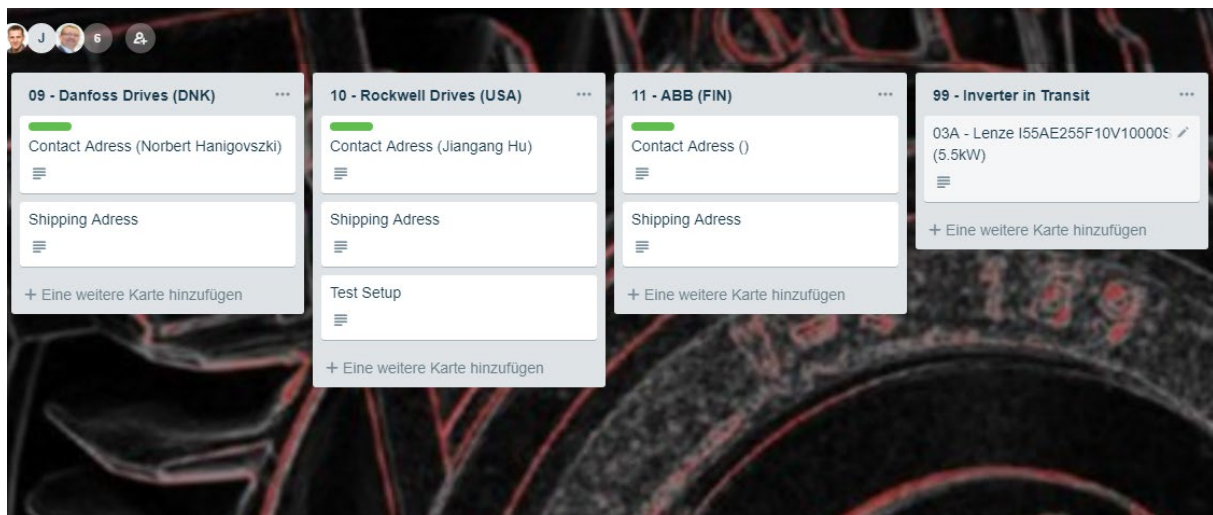 J
6
09 - Danfoss Drives (DNK)
Contact Adress (Norbert Hanigovszki)
Shipping Adress
+ Eine weitere Karte hinzufügen
10 - Rockwell Drives (USA)
Contact Adress (Jiangang Hu)
Shipping Adress
Test Setup
+ Eine weitere Karte hinzufügen
11 - ABB (FIN)
Contact Adress ()
Shipping Adress
+ Eine weitere Karte hinzufügen
99 - Inverter in Transit
03A - Lenze I55AE255F10V10000S
(5.5kW)
+ Eine weitere Karte hinzufügen